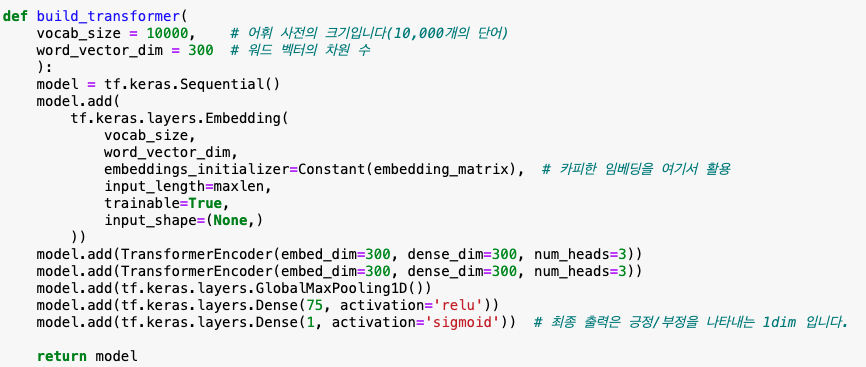 def build_transformer(
    vocab_size = 10000,    # 어휘 사전의 크기입니다(10,000개의 단어)
    word_vector_dim = 300  # 워드 벡터의 차원 수
    ):
    model = tf.keras.Sequential()
    model.add(
        tf.keras.layers.Embedding(
            vocab_size,
            word_vector_dim,
            embeddings_initializer=Constant(embedding_matrix),  # 카피한 임베딩을 여기서 활용
            input_length=maxlen,
            trainable=True,
            input_shape=(None,)
        ))
    model.add(TransformerEncoder(embed_dim=300, dense_dim=300, num_heads=3))
    model.add(TransformerEncoder(embed_dim=300, dense_dim=300, num_heads=3))
    model.add(tf.keras.layers.GlobalMaxPooling1D())
    model.add(tf.keras.layers.Dense(75, activation='relu'))
    model.add(tf.keras.layers.Dense(1, activation='sigmoid'))  # 최종 출력은 긍정/부정을 나타내는 1dim 입니다.
    return model